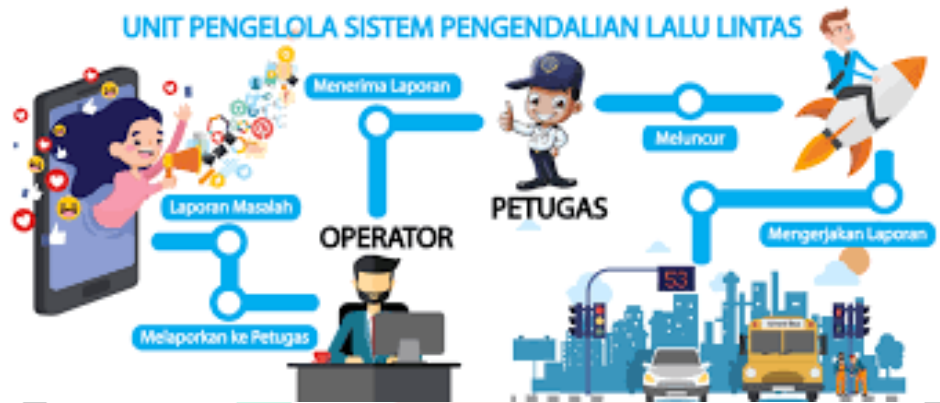 UNIT PENGELOLA SISTEM PENGENDALIAN LALU LINTAS
Menerima Laporan
Meluncur
Laporan Masalah
PETUGAS
OPERATOR
Mengerjakan Laporan
53
Melaporkan ke Petugas